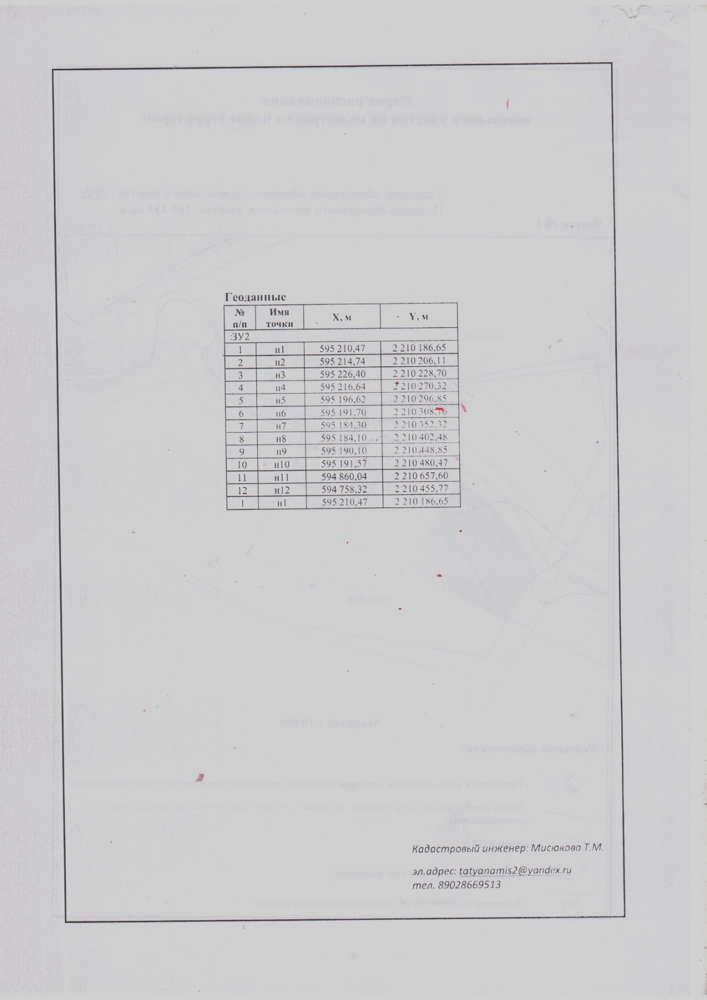 Геоданные
№ п/п Имя точки X, м Y, м
:ЗУ2
1 н1 595 210,47 2 210 186,65
2 н2 595 214,74 2 210 206,11
3 н3 595 226,40 2 210 228,70
4 н4 595 216,64 2 210 270,32
5 н5 595 196,62 2 210 296,85
6 н6 595 191,70 2 210 308,16
7 н7 595 184,30 2 210 352,32
8 н8 595 184,10 2 210 402,48
9 н9 595 190,10 2 210 448,85
10 н10 595 191,57 2 210 480,47
11 н11 594 860,04 2 210 657,60
12 н12 594 758,32 2 210 455,77
1 н1 595 210,47 2 210 186,65
Кадастровый инженер: Мисюкова Т.М.
эл.адрес: tatyanamis2@yandex.ru
тел. 89028669513